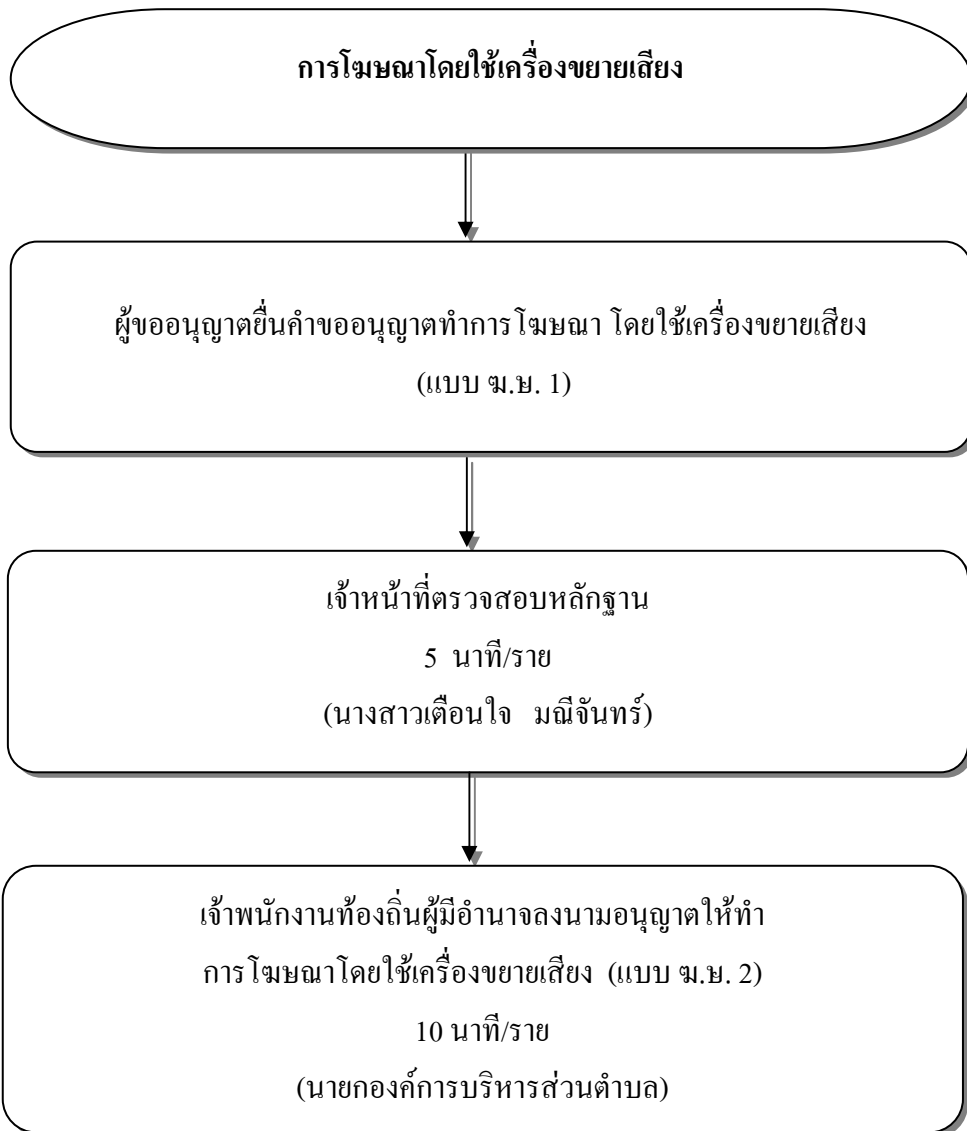 การโฆษณาโดยใช้เครื่องขยายเสียง
ผู้ขออนุญาตยื่นคำขออนุญาตทำการโฆษณา โดยใช้เครื่องขยายเสียง
(แบบ ฆ.ษ. 1)
เจ้าหน้าที่ตรวจสอบหลักฐาน
5 นาที/ราย
(นางสาวเตือนใจ มณีจันทร์)
เจ้าพนักงานท้องถิ่นผู้มีอำนาจลงนามอนุญาตให้ทำ
การโฆษณาโดยใช้เครื่องขยายเสียง (แบบ ฆ.ษ. 2)
10 นาที/ราย
(นายกองค์การบริหารส่วนตำบล)